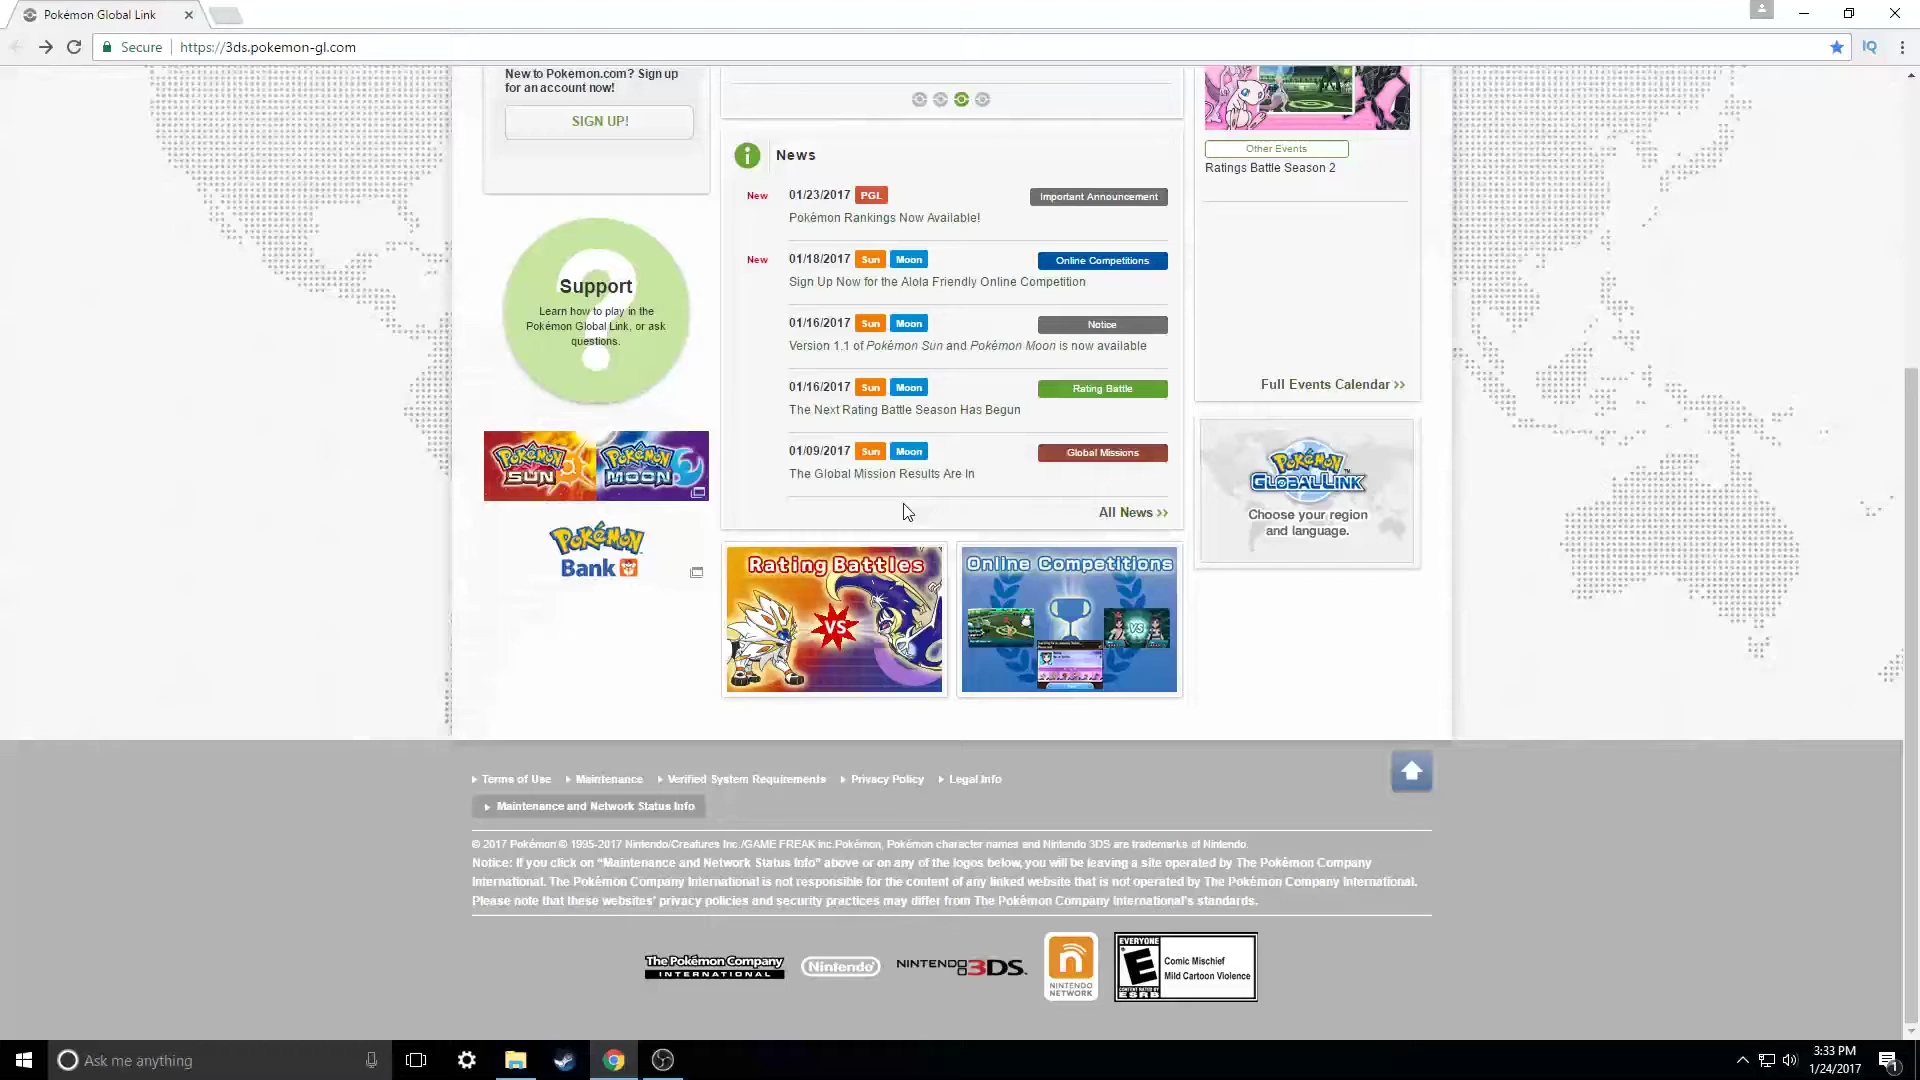 Pokémon Global Link
Secure
https://3ds.pokemon-gl.com
IQ
New to Pokémon.com? Sign up
for an account now!
SIGN UP!
Support
Learn how to play in the
Pokémon Global Link, or ask
questions.
POKÉMON SUN
POKÉMON MOON
POKÉMON
Bank
i
News
New
01/23/2017 PGL
Important Announcement
Pokémon Rankings Now Available!
New
01/18/2017 Sun Moon
Online Competitions
Sign Up Now for the Alola Friendly Online Competition
01/16/2017 Sun Moon
Notice
Version 1.1 of Pokémon Sun and Pokémon Moon is now available
01/16/2017 Sun Moon
Rating Battle
The Next Rating Battle Season Has Begun
01/09/2017 Sun Moon
Global Missions
The Global Mission Results Are In
All News >>
Rating Battles
VS
Online Competitions
VS
Other Events
Ratings Battle Season 2
Full Events Calendar >>
POKÉMON
GLOBAL LINK™
Choose your region
and language.
Terms of Use
Maintenance
Verified System Requirements
Privacy Policy
Legal Info
Maintenance and Network Status Info
© 2017 Pokémon © 1995-2017 Nintendo/Creatures Inc./GAME FREAK inc.Pokémon, Pokémon character names and Nintendo 3DS are trademarks of Nintendo.
Notice: If you click on “Maintenance and Network Status Info” above or on any of the logos below, you will be leaving a site operated by The Pokémon Company
International. The Pokémon Company International is not responsible for the content of any linked website that is not operated by The Pokémon Company International.
Please note that these websites’ privacy policies and security practices may differ from The Pokémon Company International's standards.
The Pokémon Company
INTERNATIONAL
Nintendo
NINTENDO 3DS
NINTENDO
NETWORK
EVERYONE
E
CONTENT RATED BY
ESRB
Comic Mischief
Mild Cartoon Violence
Ask me anything
3:33 PM
1/24/2017
1